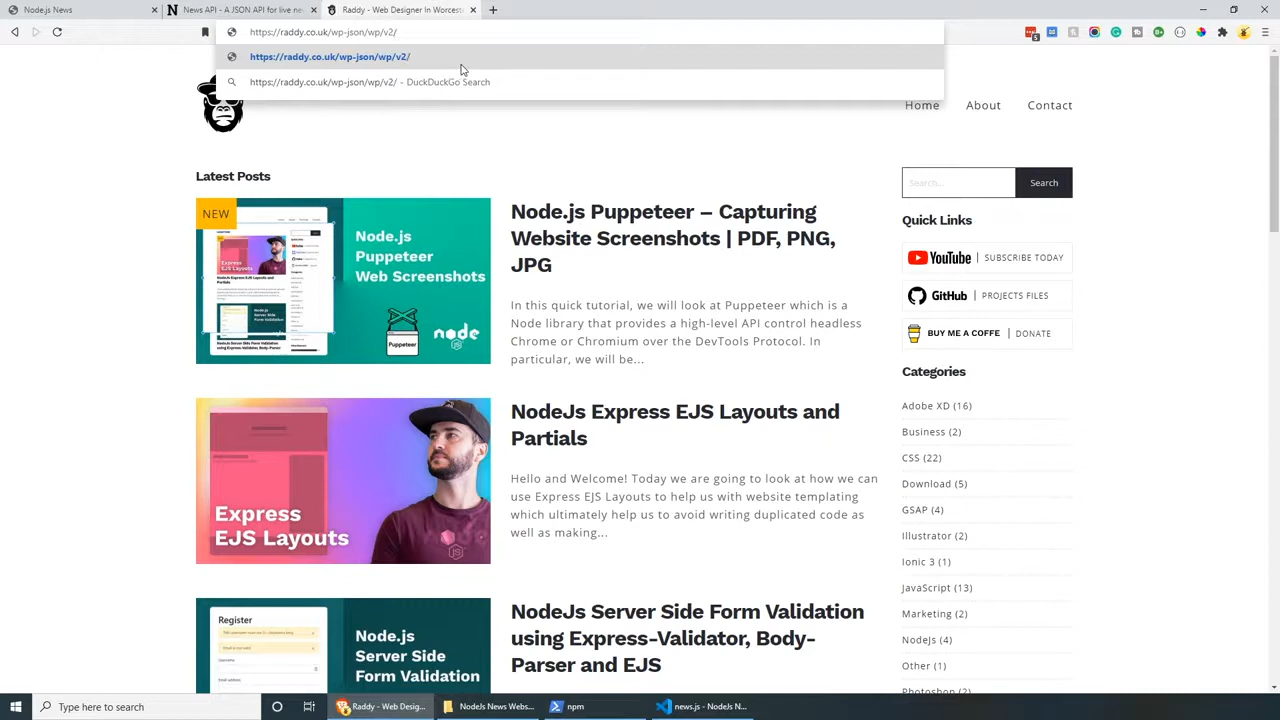 Node.js News
News API - A JSON API for live ne
Raddy - Web Designer In Worcest
https://raddy.co.uk/wp-json/wp/v2/
https://raddy.co.uk/wp-json/wp/v2/
https://raddy.co.uk/wp-json/wp/v2/ - DuckDuckGo Search
5
Home
About
Contact
Latest Posts
Search...
Search
NEW
Node.js
Puppeteer
Web Screenshots
Puppeteer
node
Node.js Puppeteer – Capturing
Website Screenshots | PDF, PNG,
JPG
In this quick tutorial, we will look at Puppeteer which is a
Node library that provides a high-level API control headless
Chrome or Chromium over the DevTools Protocol. In
particular, we will be...
Quick Links
YouTube | SUBSCRIBE TODAY
GitHub | PROJECTS FILES
BUY ME A COFFE | DONATE
Categories
Adobe XD (16)
Business (2)
CSS (22)
Download (5)
GSAP (4)
Illustrator (2)
Ionic 3 (1)
JavaScript (13)
Marketing (2)
NodeJs (4)
Other (1)
Photoshop (2)
Express
EJS Layouts
NodeJs Express EJS Layouts and
Partials
Hello and Welcome! Today we are going to look at how we can
use Express EJS Layouts to help us with website templating
which ultimately help us to avoid writing duplicated code as
well as making...
Register
Node.js
Server Side
Form Validation
NodeJs Server Side Form Validation
using Express-Validator, Body-
Parser and EJS
Type here to search
Raddy - Web Desig...
NodeJs News Webs...
npm
news.js - NodeJs N...